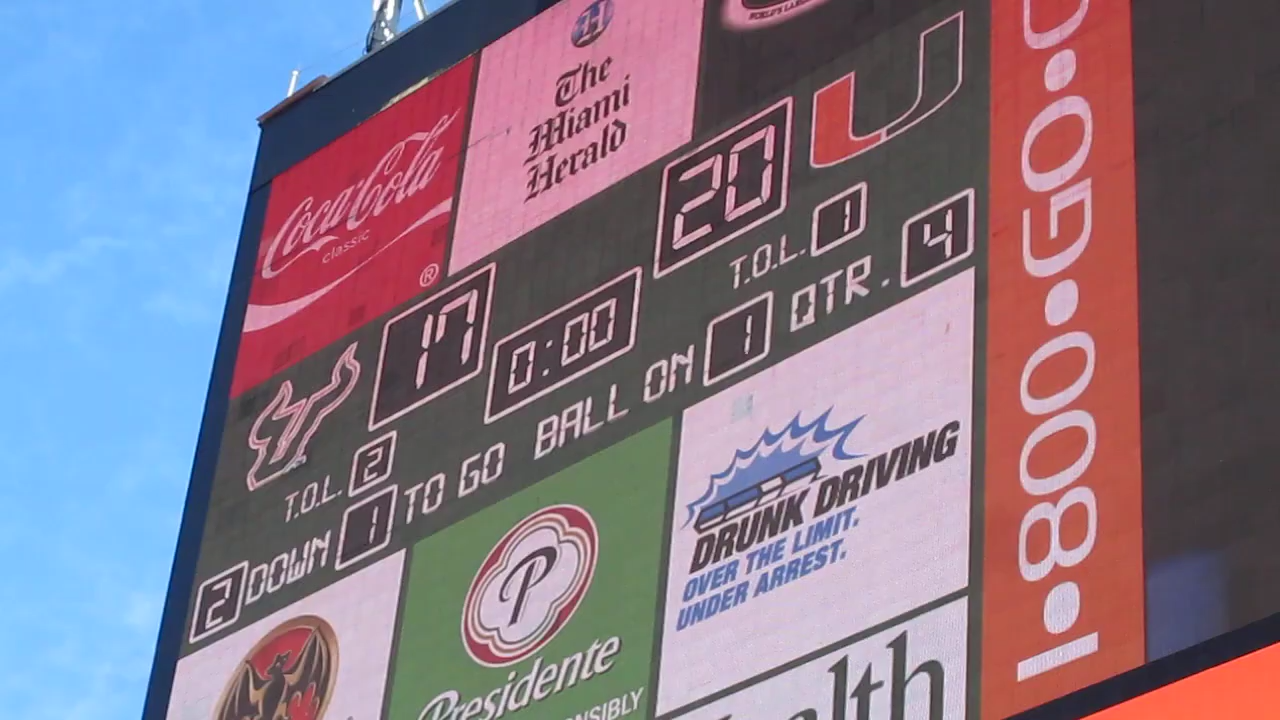 The
Miami
Herald
Coca-Cola
classic
®
20
U
T.O.L. 1
17
0:00
QTR. 4
T.O.L. 2
2 DOWN 1 TO GO BALL ON 1
DRUNK DRIVING
OVER THE LIMIT.
UNDER ARREST.
P
Presidente
1•800•GO•